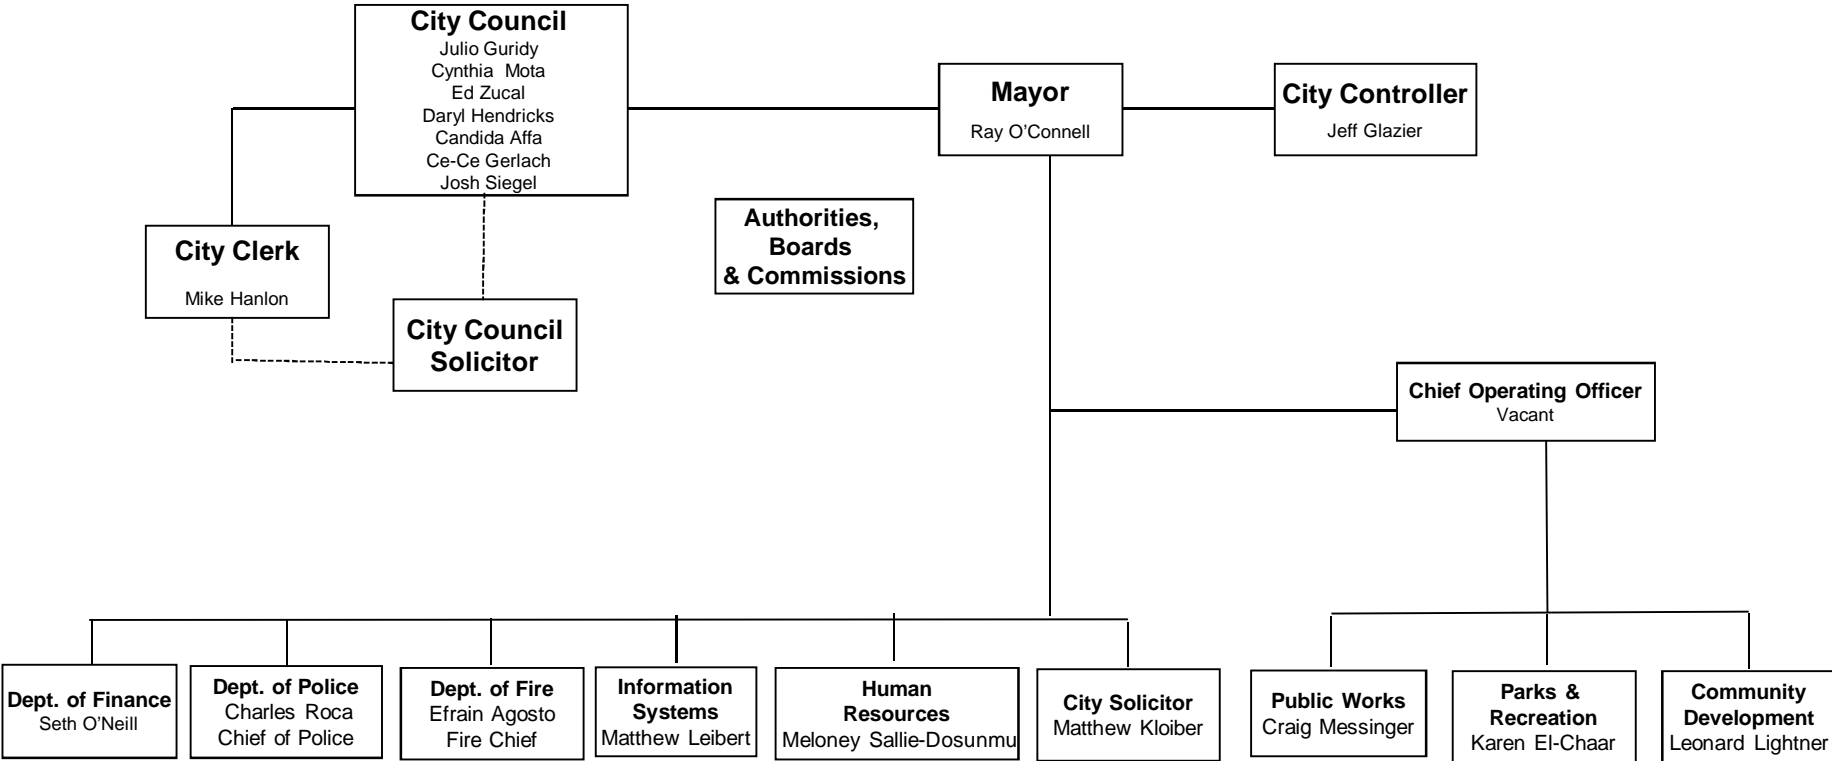 City Council
Julio Guridy
Cynthia Mota
Ed Zucal
Daryl Hendricks
Candida Affa
Ce-Ce Gerlach
Josh Siegel
Mayor
Ray O’Connell
City Controller
Jeff Glazier
City Clerk
Mike Hanlon
Authorities,
Boards
& Commissions
City Council
Solicitor
Chief Operating Officer
Vacant
Dept. of Finance
Seth O’Neill
Dept. of Police
Charles Roca
Chief of Police
Dept. of Fire
Efrain Agosto
Fire Chief
Information
Systems
Matthew Leibert
Human
Resources
Meloney Sallie-Dosunmu
City Solicitor
Matthew Kloiber
Public Works
Craig Messinger
Parks &
Recreation
Karen El-Chaar
Community
Development
Leonard Lightner